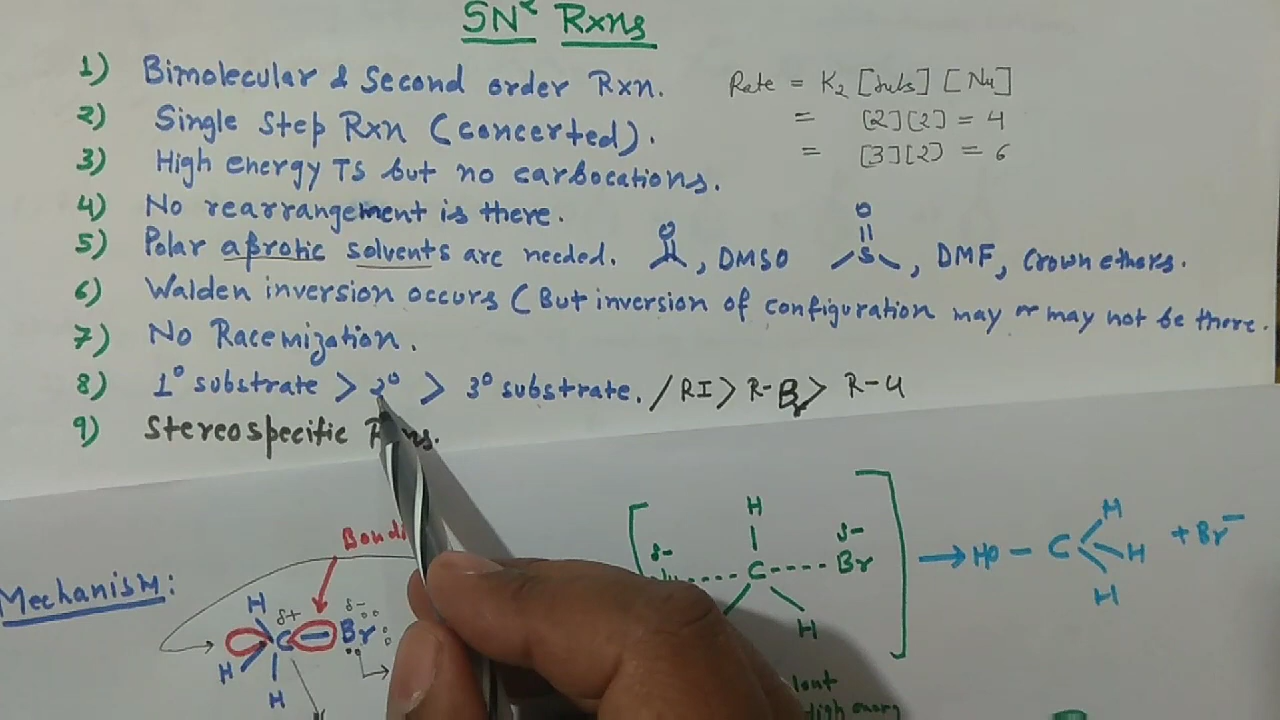 SN² Rxns
1) Bimolecular & Second order Rxn. Rate = K₂ [subs] [Nu]
2) Single Step Rxn (concerted). = [2][2] = 4
3) High energy TS but no carbocations. = [3][2] = 6
4) No rearrangement is there.
5) Polar aprotic solvents are needed. O , DMSO O S , DMF, Crown ethers.
6) Walden inversion occurs (But inversion of configuration may or may not be there.
7) No Racemization.
8) 1° substrate > 2° > 3° substrate. / RI > R-Br > R-Cl
9) Stereospecific
Mechanism:
H C δ+ Br δ- H H
H δ- C Br δ- H
HO - C H H H + Br⁻